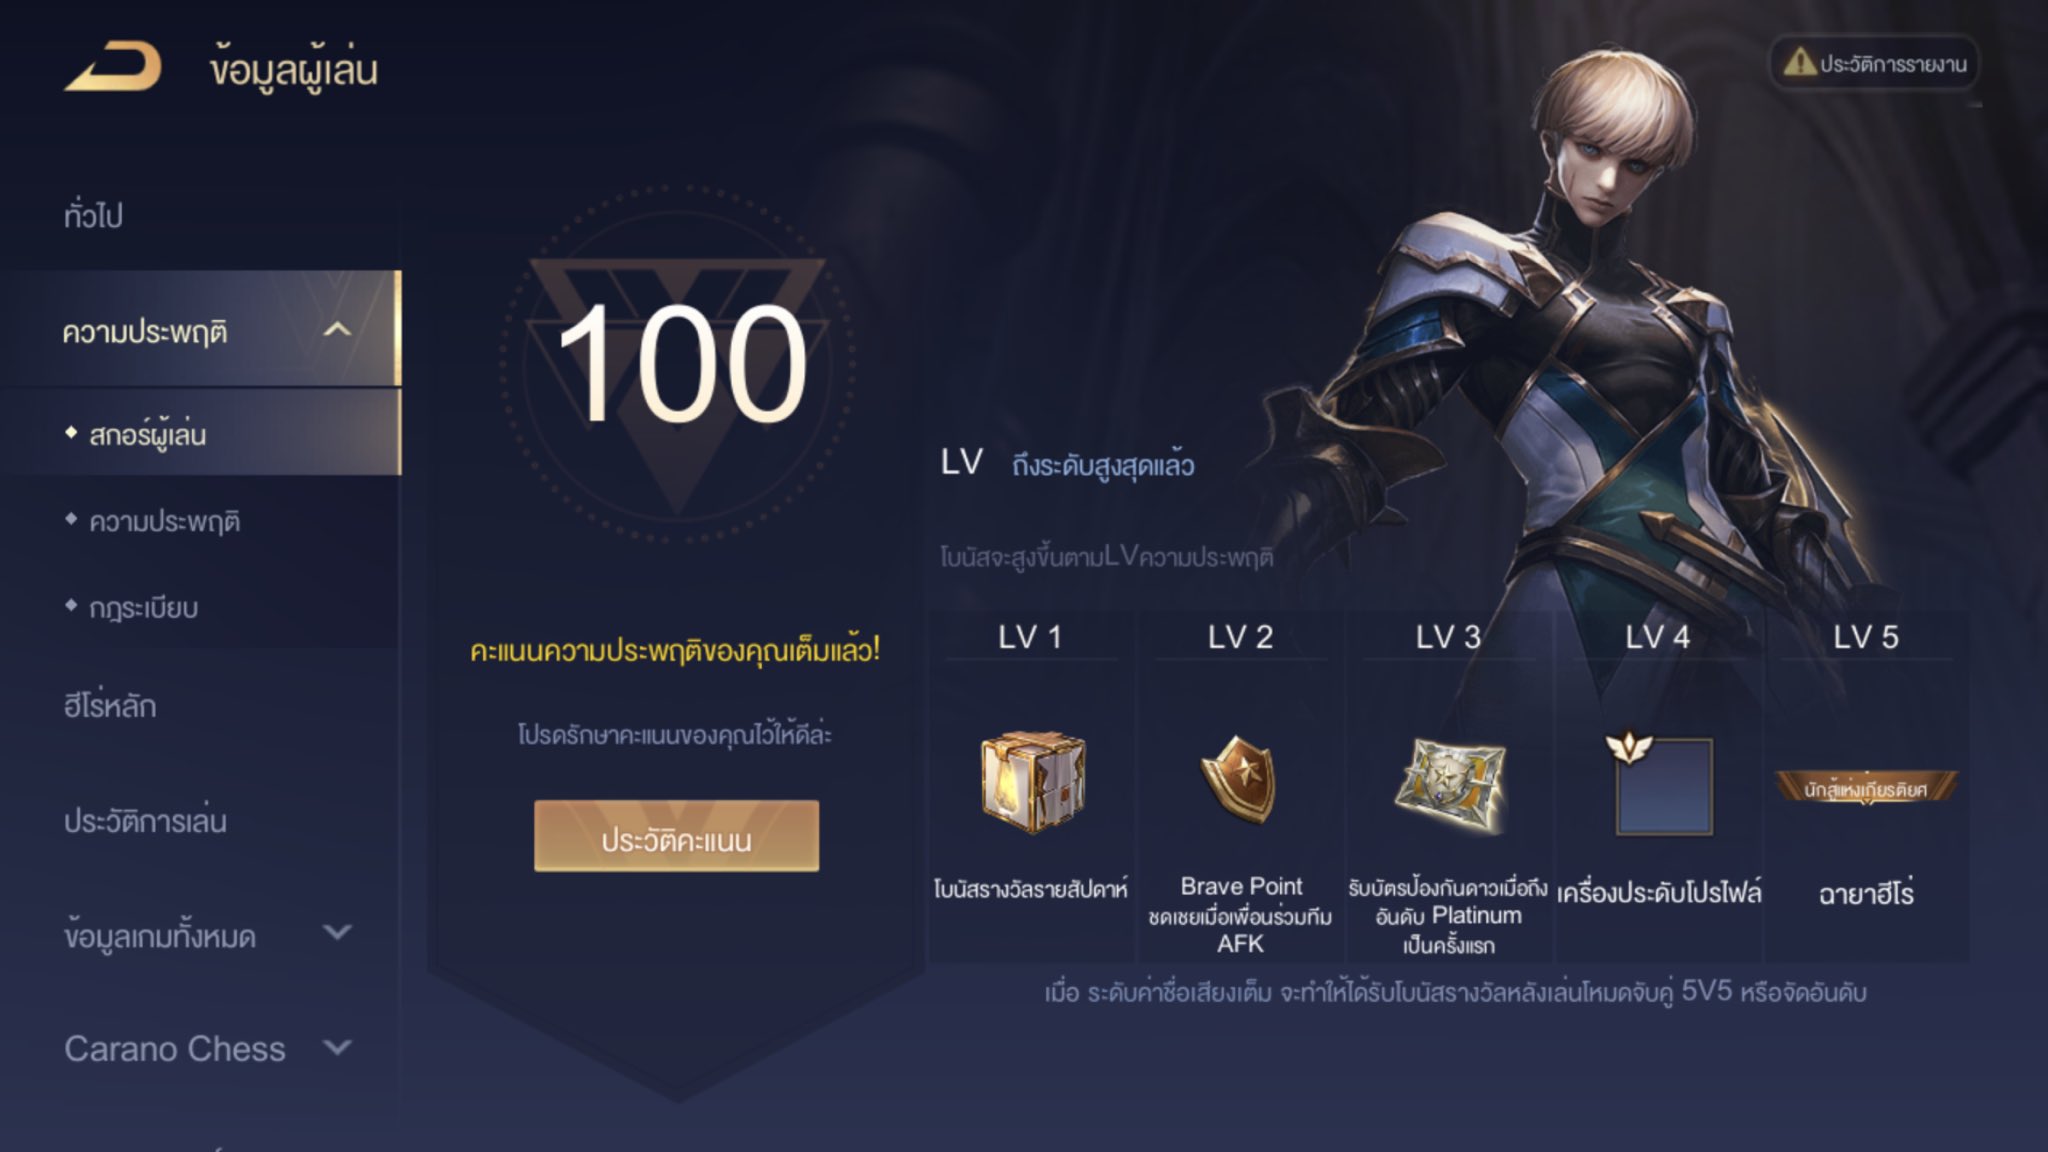 ข้อมูลผู้เล่น
ประวัติการรายงาน
ทั่วไป
ความประพฤติ
สกอร์ผู้เล่น
ความประพฤติ
กฎระเบียบ
ฮีโร่หลัก
ประวัติการเล่น
ข้อมูลเกมทั้งหมด
Carano Chess
100
คะแนนความประพฤติของคุณเต็มแล้ว!
โปรดรักษาคะแนนของคุณไว้ให้ดีล่ะ
ประวัติคะแนน
LV ถึงระดับสูงสุดแล้ว
โบนัสจะสูงขึ้นตามLVความประพฤติ
LV 1
โบนัสรางวัลรายสัปดาห์
LV 2
Brave Point
ชดเชยเมื่อเพื่อนร่วมทีม
AFK
LV 3
รับบัตรป้องกันดาวเมื่อถึง
อันดับ Platinum
เป็นครั้งแรก
LV 4
เครื่องประดับโปรไฟล์
LV 5
นักสู้แห่งเกียรติยศ
ฉายาฮีโร่
เมื่อ ระดับค่าชื่อเสียงเต็ม จะทำให้ได้รับโบนัสรางวัลหลังเล่นโหมดจับคู่ 5V5 หรือจัดอันดับ